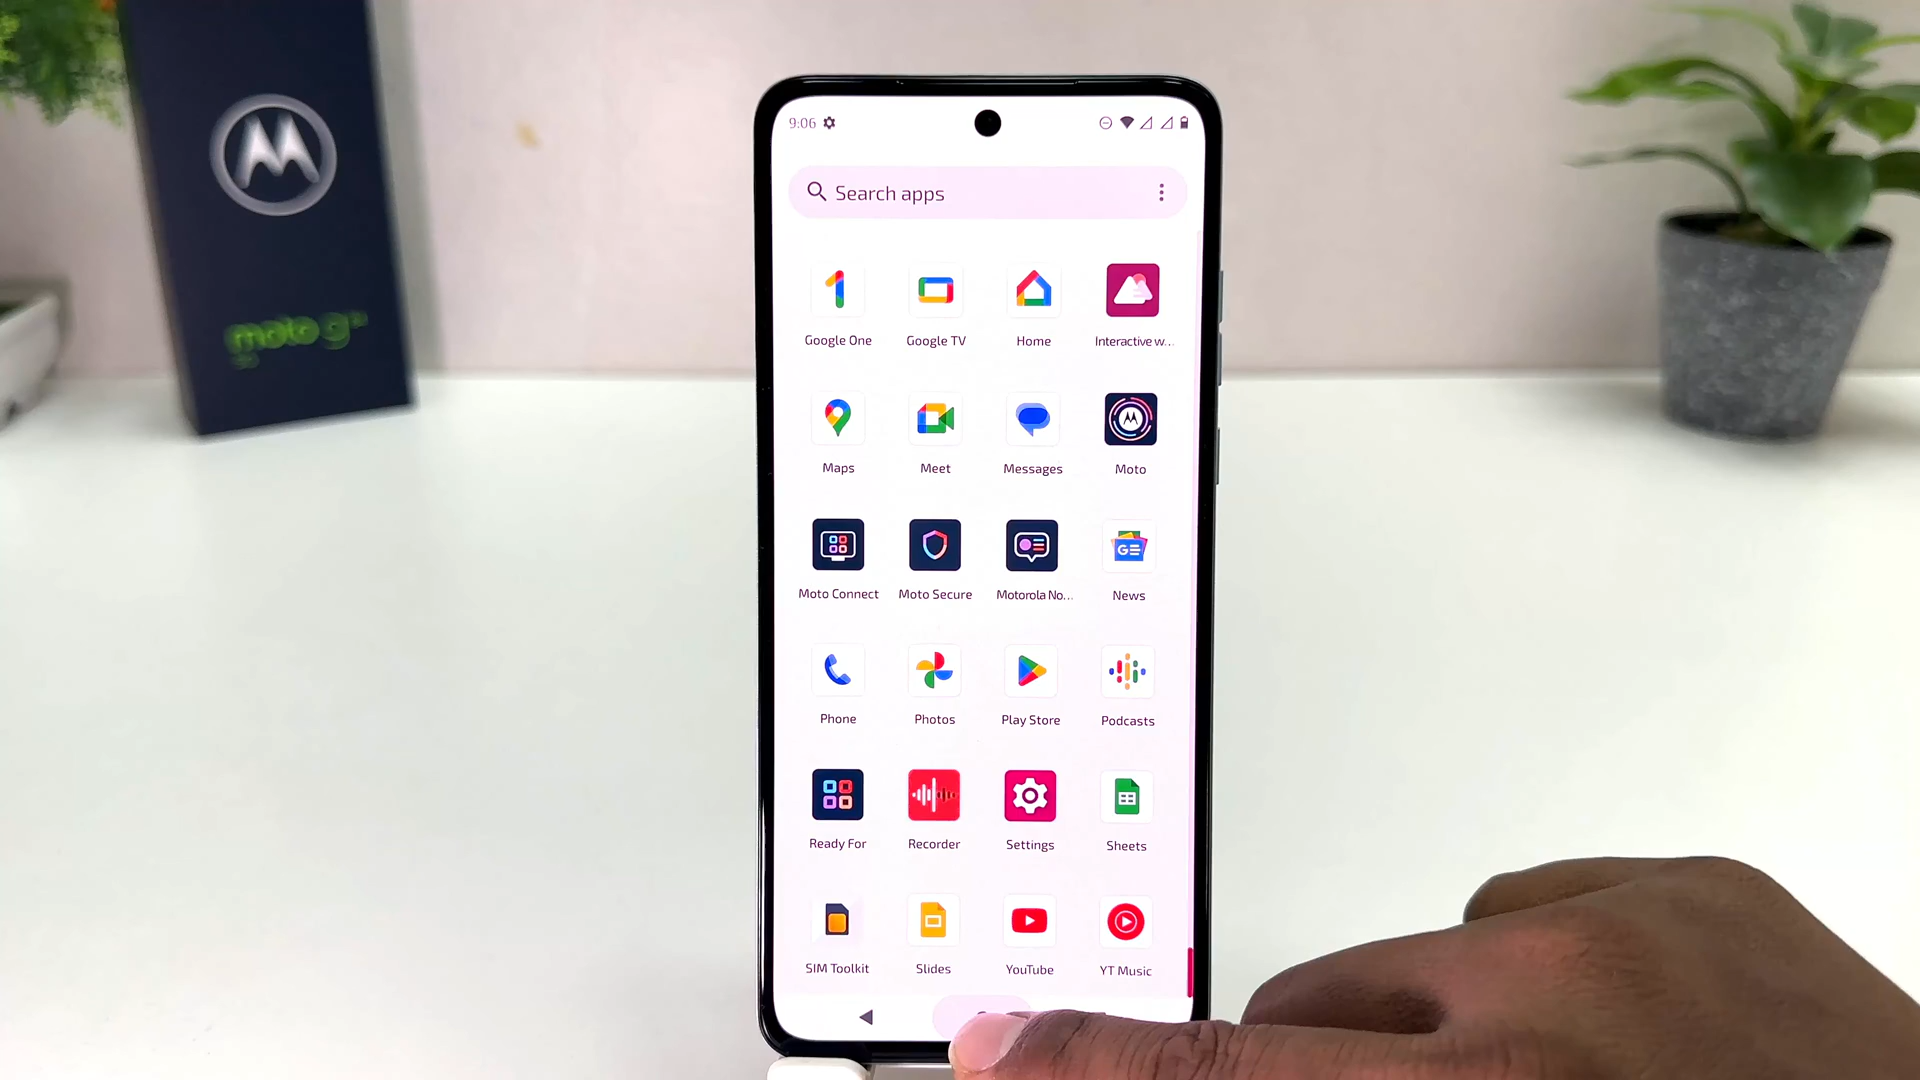 moto g
9:06
Search apps
Google One
Google TV
Home
Interactive w...
Maps
Meet
Messages
Moto
Moto Connect
Moto Secure
Motorola No...
News
Phone
Photos
Play Store
Podcasts
Ready For
Recorder
Settings
Sheets
SIM Toolkit
Slides
YouTube
YT Music